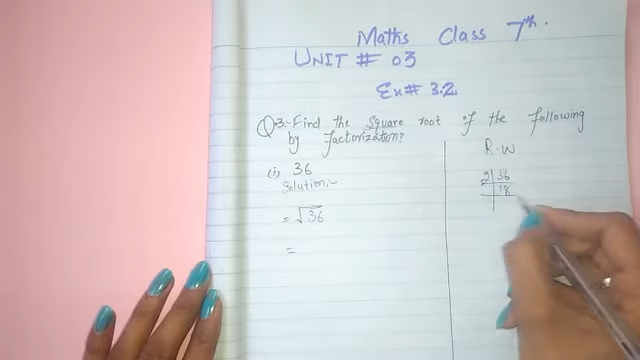 Maths Class 7th.
UNIT # 03
Ex# 3.2
Q3:- Find the square root of the following
by factorization?
(i) 36
Solution:-
= √36
=
R.W
2 | 36
18